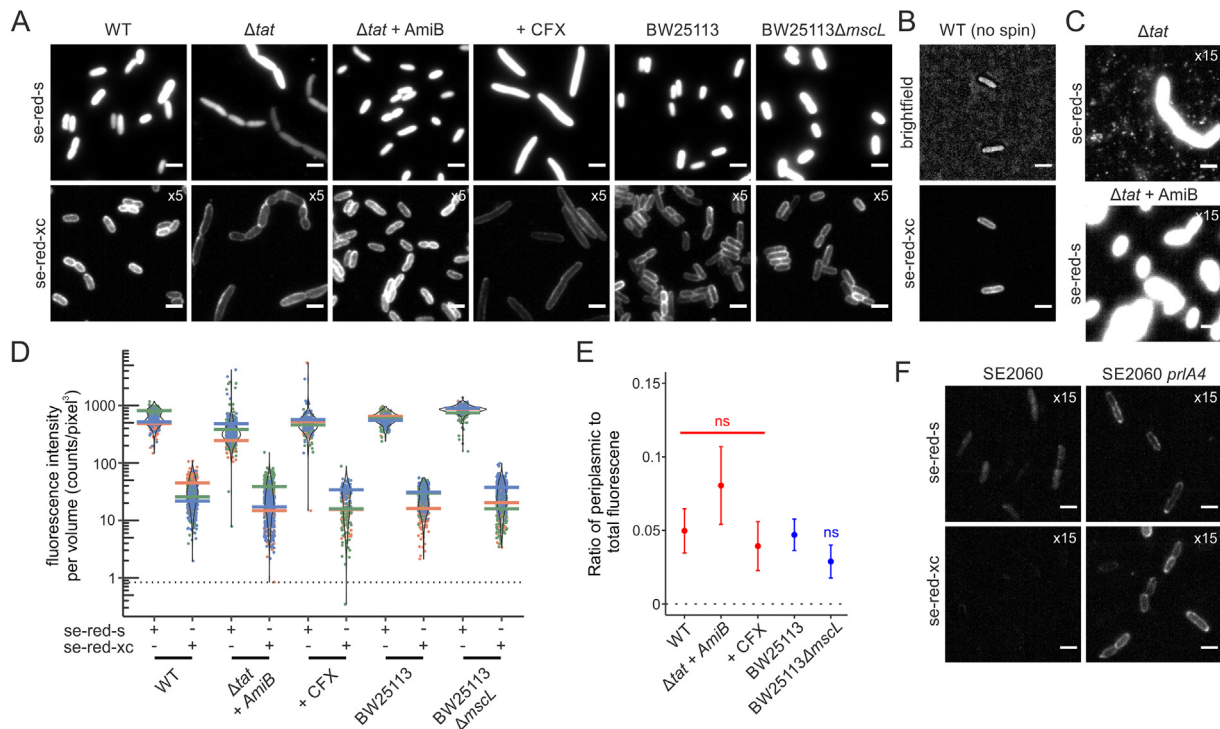 A
WT
Δtat
Δtat + AmiB
+ CFX
BW25113
BW25113ΔmscL
se-red-s
se-red-xc
x5
x5
x5
x5
x5
x5
B
WT (no spin)
brightfield
se-red-xc
C
Δtat
x15
se-red-s
Δtat + AmiB
x15
se-red-s
D
fluorescence intensity
per volume (counts/pixel³)
1000
100
10
1
se-red-s + - + - + - + - + -
se-red-xc - + - + - + - + - +
WT
Δtat
+ AmiB
+ CFX
BW25113
BW25113
ΔmscL
E
Ratio of periplasmic to
total fluorescene
0.15
0.1
0.05
0
ns
ns
WT
Δtat + AmiB
+ CFX
BW25113
BW25113ΔmscL
F
SE2060
SE2060 prlA4
se-red-s
x15
x15
se-red-xc
x15
x15